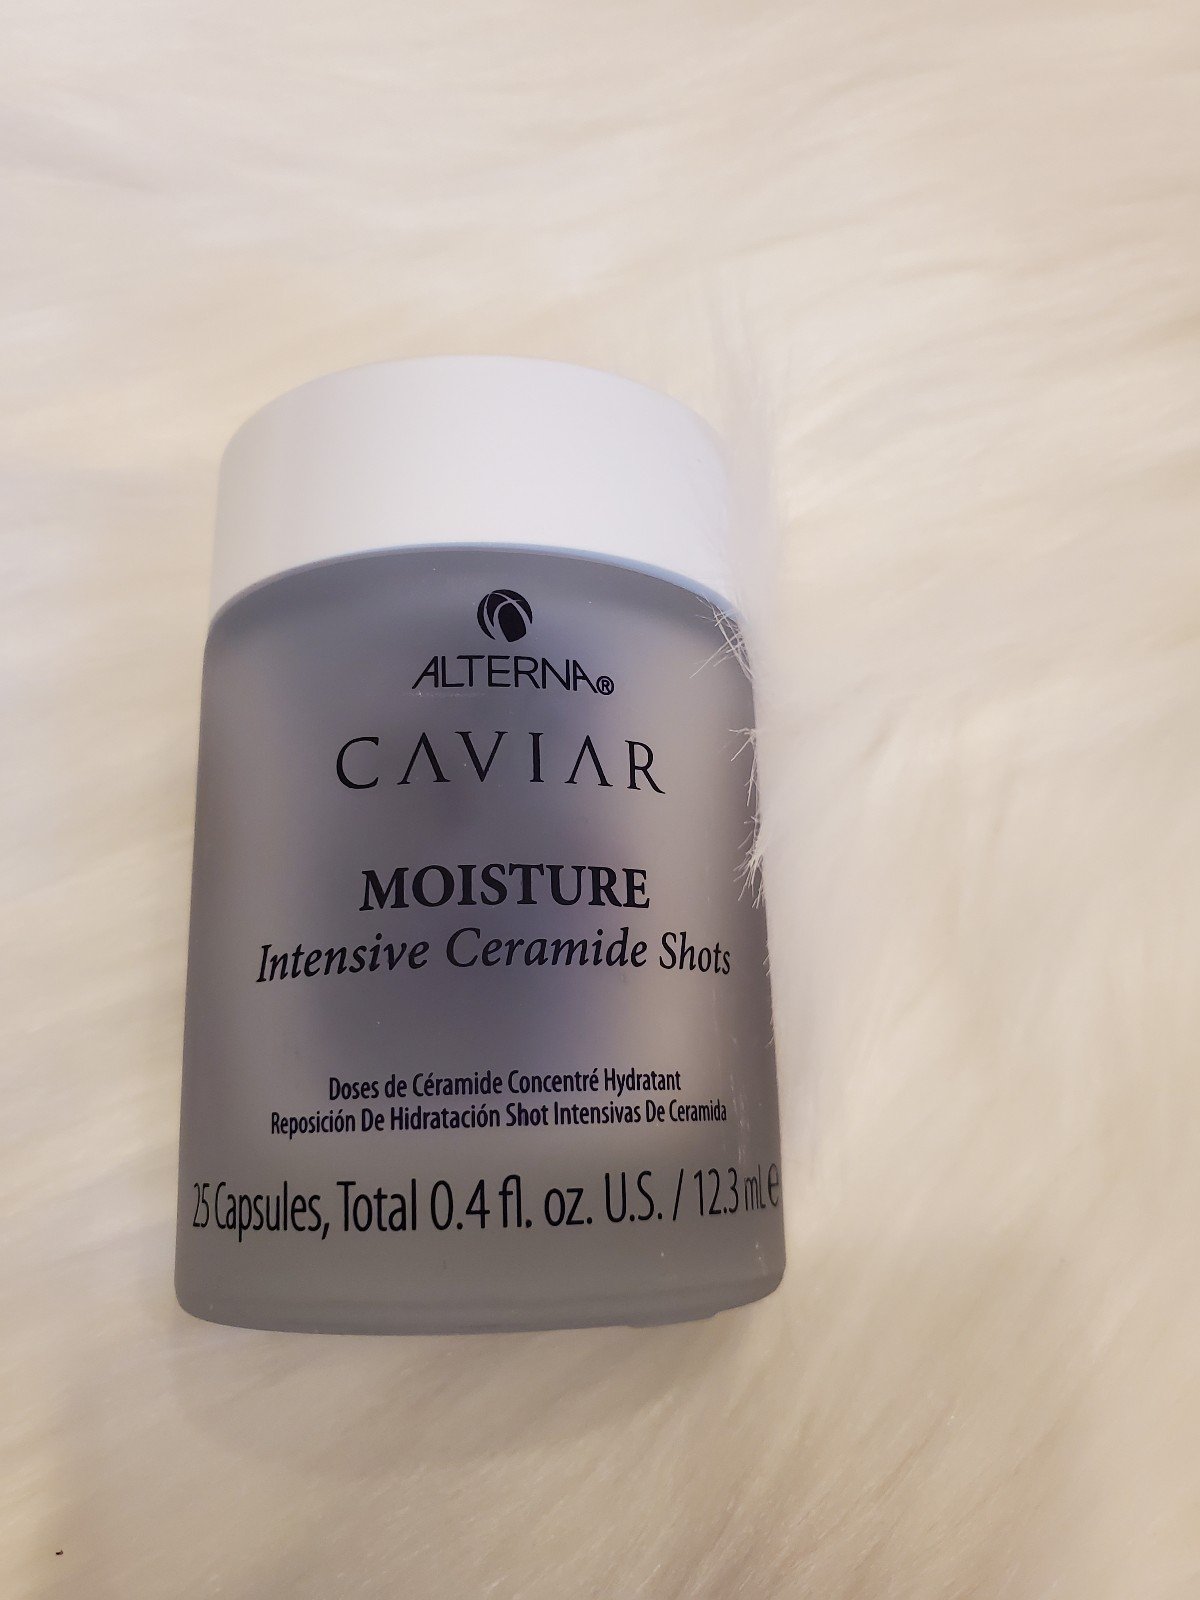 ALTERNA®
CAVIAR
MOISTURE
Intensive Ceramide Shots
Doses de Céramide Concentré Hydratant
Reposición De Hidratación Shot Intensivas De Ceramida
25 Capsules, Total 0.4 fl. oz. U.S. / 12.3 mL ℮